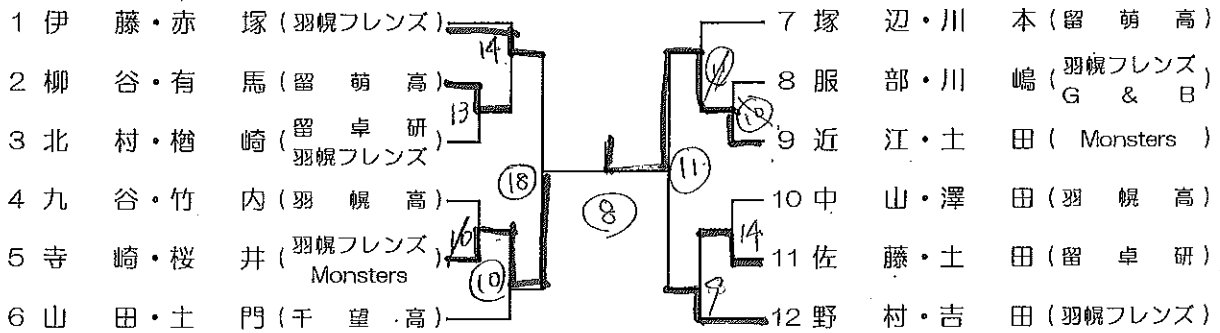 1 伊藤・赤塚(羽幌フレンズ)
14
2 柳谷・有馬(留萌高)
13
3 北村・楢崎(留卓研 羽幌フレンズ)
18
4 九谷・竹内(羽幌高)
10
5 寺崎・桜井(羽幌フレンズ Monsters)
10
6 山田・土門(千望高)
8
7 塚辺・川本(留萌高)
11
8 服部・川嶋(羽幌フレンズ G & B)
10
9 近江・土田(Monsters)
11
10 中山・澤田(羽幌高)
14
11 佐藤・土田(留卓研)
12 野村・吉田(羽幌フレンズ)